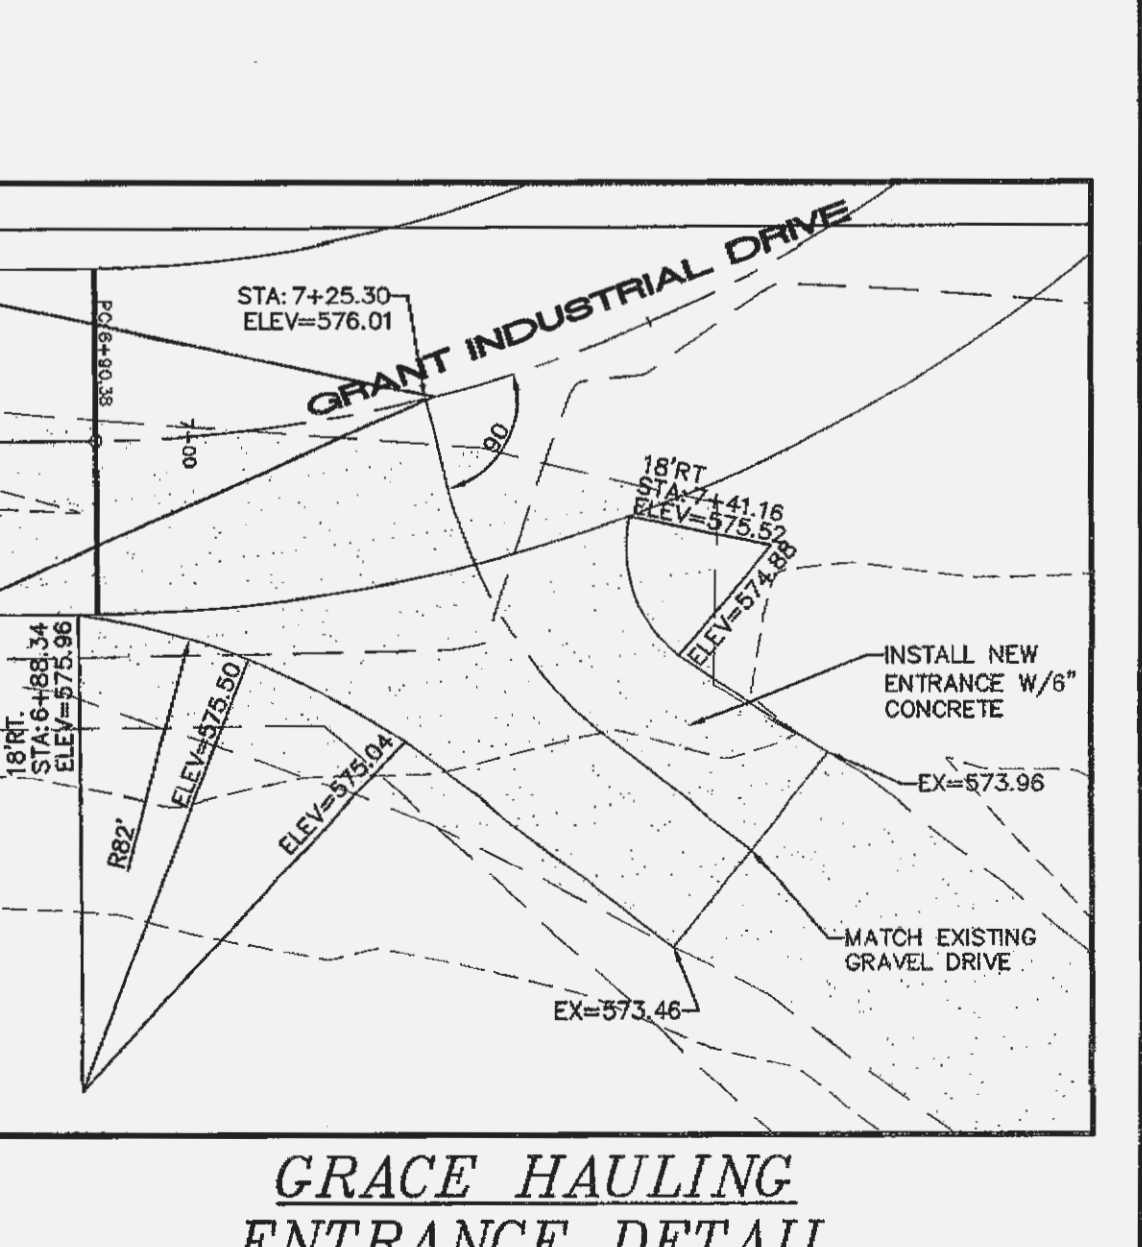 GRANT INDUSTRIAL DRIVE
STA: 7+25.30
ELEV=576.01
PC: 6+90.38
7+00
90
18'RT
STA: 7+41.16
ELEV=575.52
ELEV=574.88
INSTALL NEW
ENTRANCE W/6"
CONCRETE
18'RT.
STA: 6+88.34
ELEV=575.96
R82'
ELEV=575.50
ELEV=575.04
EX=573.96
MATCH EXISTING
GRAVEL DRIVE
EX=573.46
GRACE HAULING
ENTRANCE DETAIL